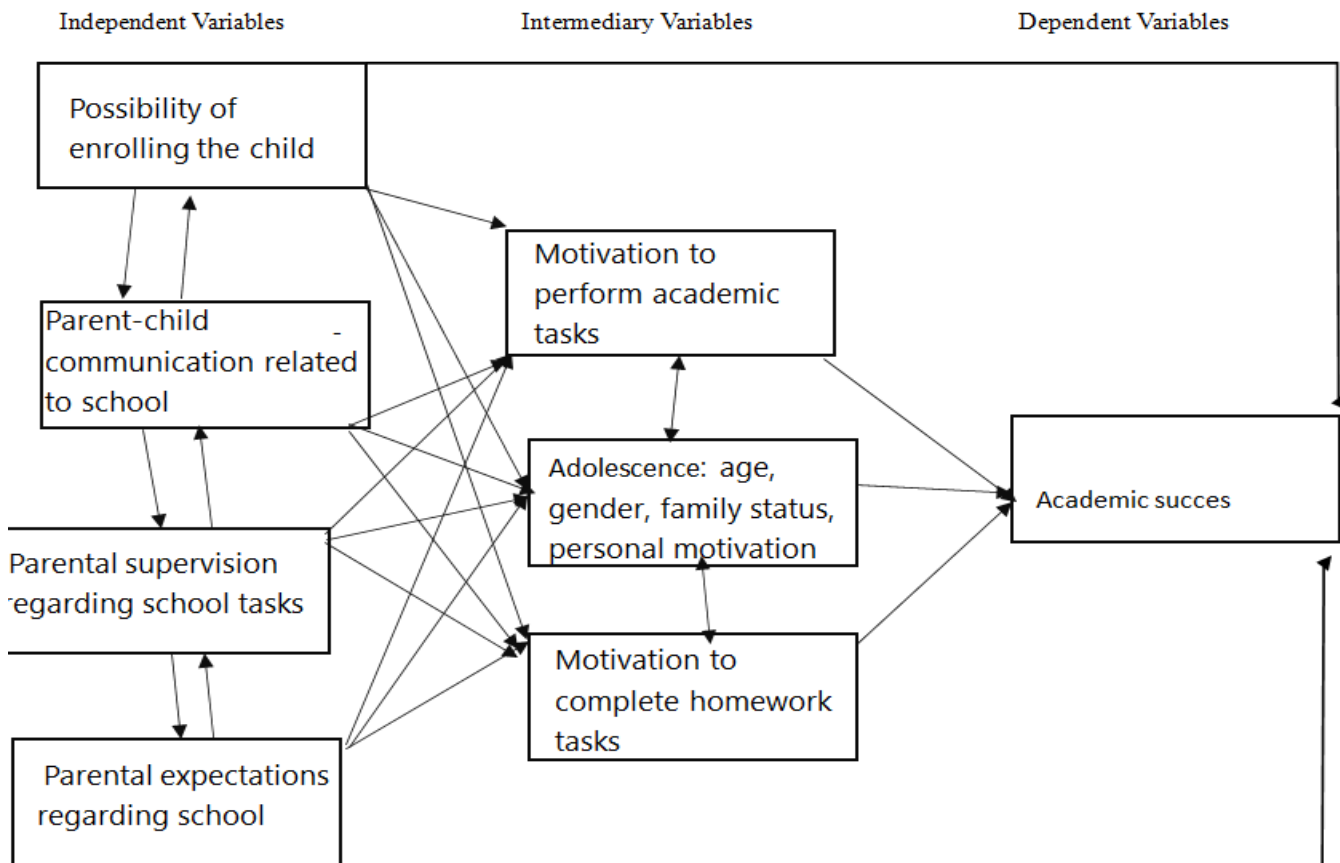 Independent Variables
Intermediary Variables
Dependent Variables
Possibility of
enrolling the child
Parent-child -
communication related
to school
Parental supervision
regarding school tasks
Parental expectations
regarding school
Motivation to
perform academic
tasks
Adolescence: age,
gender, family status,
personal motivation
Motivation to
complete homework
tasks
Academic succes